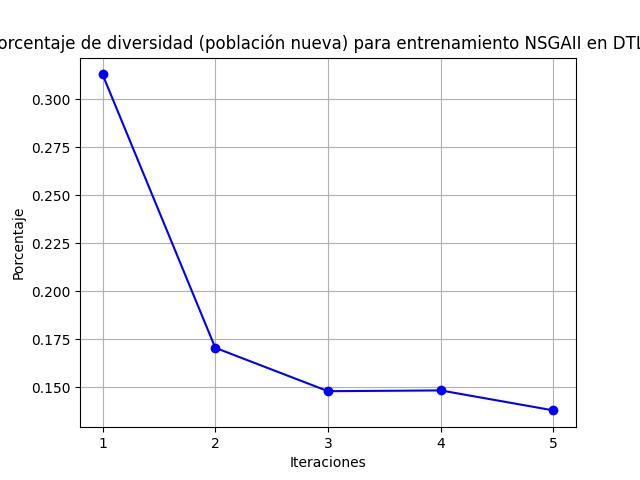 orcentaje de diversidad (población nueva) para entrenamiento NSGAII en DTL
0.300
0.275
0.250
0.225
0.200
0.175
0.150
Porcentaje
1 2 3 4 5
Iteraciones